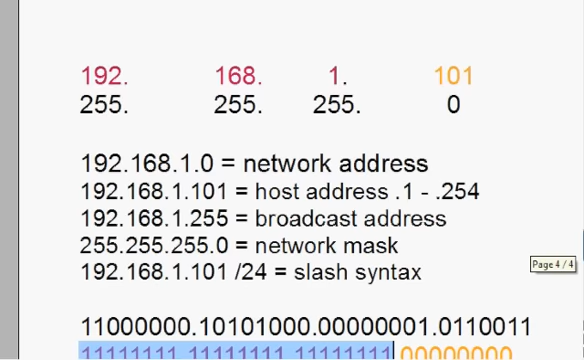 192. 168. 1. 101
255. 255. 255. 0
192.168.1.0 = network address
192.168.1.101 = host address .1 - .254
192.168.1.255 = broadcast address
255.255.255.0 = network mask
192.168.1.101 /24 = slash syntax
Page 4 / 4
11000000.10101000.00000001.0110011
11111111.11111111.11111111.00000000